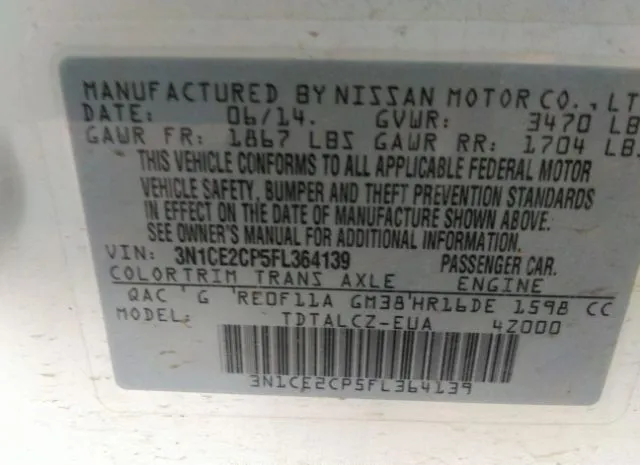 MANUFACTURED BY NISSAN MOTOR CO., LT
DATE: 06/14. GVWR: 3470 LB
GAWR FR: 1867 LBS GAWR RR: 1704 LBS
THIS VEHICLE CONFORMS TO ALL APPLICABLE FEDERAL MOTOR
VEHICLE SAFETY, BUMPER AND THEFT PREVENTION STANDARDS
IN EFFECT ON THE DATE OF MANUFACTURE SHOWN ABOVE.
SEE OWNER'S MANUAL FOR ADDITIONAL INFORMATION.
VIN: 3N1CE2CP5FL364139 PASSENGER CAR.
COLORTRIM TRANS AXLE ENGINE
QAC ' G 'RE0F11A GM38'HR16DE 1598 CC
MODEL: TDTALCZ-EUA 4Z000
3N1CE2CP5FL364139